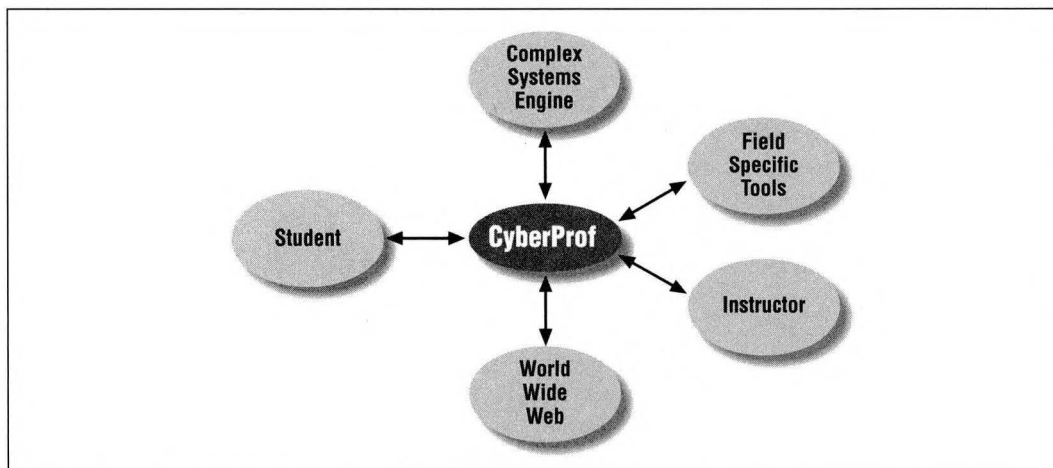 Complex
Systems
Engine
Field
Specific
Tools
Student
CyberProf
Instructor
World
Wide
Web